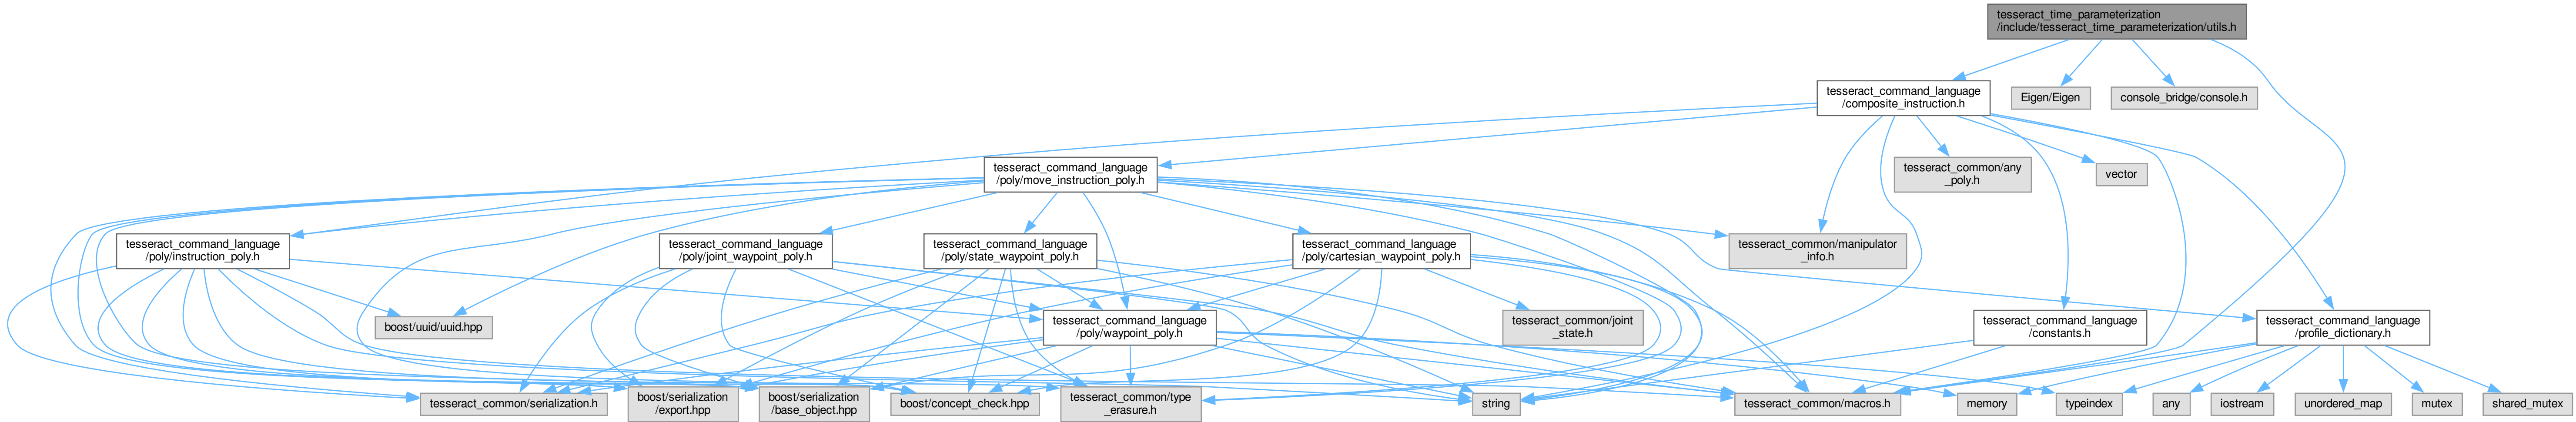 tesseract_time_parameterization
/include/tesseract_time_parameterization/utils.h
tesseract_command_language
/composite_instruction.h
Eigen/Eigen
console_bridge/console.h
tesseract_command_language
/poly/move_instruction_poly.h
tesseract_common/any
_poly.h
vector
tesseract_command_language
/poly/instruction_poly.h
tesseract_command_language
/poly/joint_waypoint_poly.h
tesseract_command_language
/poly/state_waypoint_poly.h
tesseract_command_language
/poly/cartesian_waypoint_poly.h
tesseract_common/manipulator
_info.h
boost/uuid/uuid.hpp
tesseract_command_language
/poly/waypoint_poly.h
tesseract_common/joint
_state.h
tesseract_command_language
/constants.h
tesseract_command_language
/profile_dictionary.h
tesseract_common/serialization.h
boost/serialization
/export.hpp
boost/serialization
/base_object.hpp
boost/concept_check.hpp
tesseract_common/type
_erasure.h
string
tesseract_common/macros.h
memory
typeindex
any
iostream
unordered_map
mutex
shared_mutex